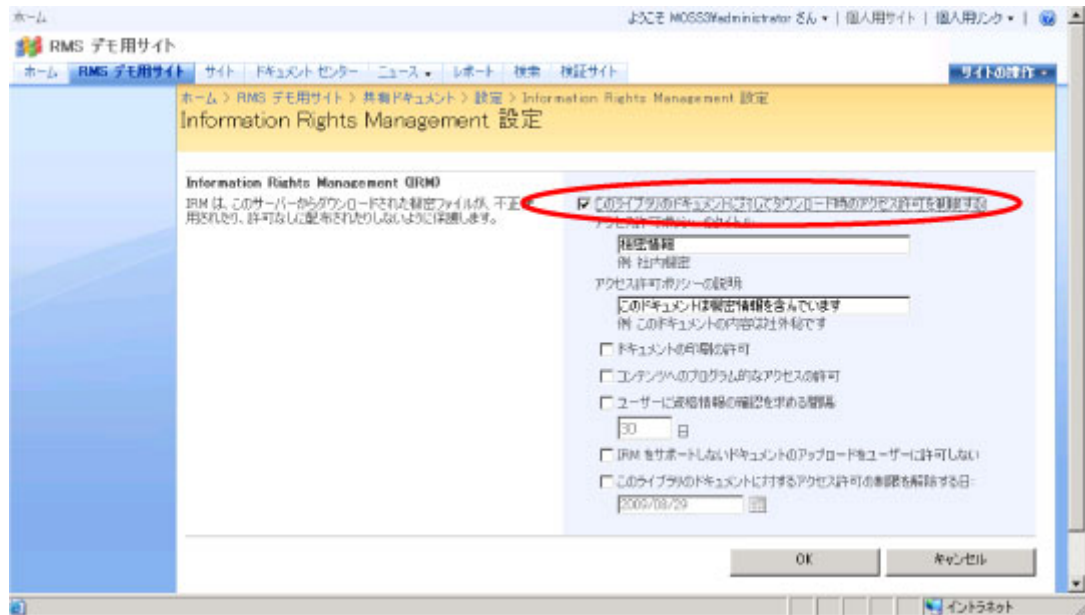 ホーム
ようこそ MOSS3¥administrator さん | 個人用サイト | 個人用リンク |
RMS デモ用サイト
ホーム RMS デモ用サイト サイト ドキュメント センター ニュース レポート 検索 検証サイト サイトの操作
ホーム > RMS デモ用サイト > 共有ドキュメント > 設定 > Information Rights Management 設定
Information Rights Management 設定
Information Rights Management (IRM)
IRM は、このサーバーからダウンロードされた機密ファイルが、不正
用されたり、許可なしに配布されたりしないように保護します。
このライブラリのドキュメントに対してダウンロード時のアクセス許可を制限する:
アクセス許可ポリシーのタイトル:
機密情報
例: 社内機密
アクセス許可ポリシーの説明:
このドキュメントは機密情報を含んでいます
例: このドキュメントの内容は社外秘です
ドキュメントの印刷の許可
コンテンツへのプログラム的なアクセスの許可
ユーザーに資格情報の確認を求める間隔:
30 日
IRM をサポートしないドキュメントのアップロードをユーザーに許可しない
このライブラリのドキュメントに対するアクセス許可の制限を解除する日:
2009/08/29
OK
キャンセル
イントラネット